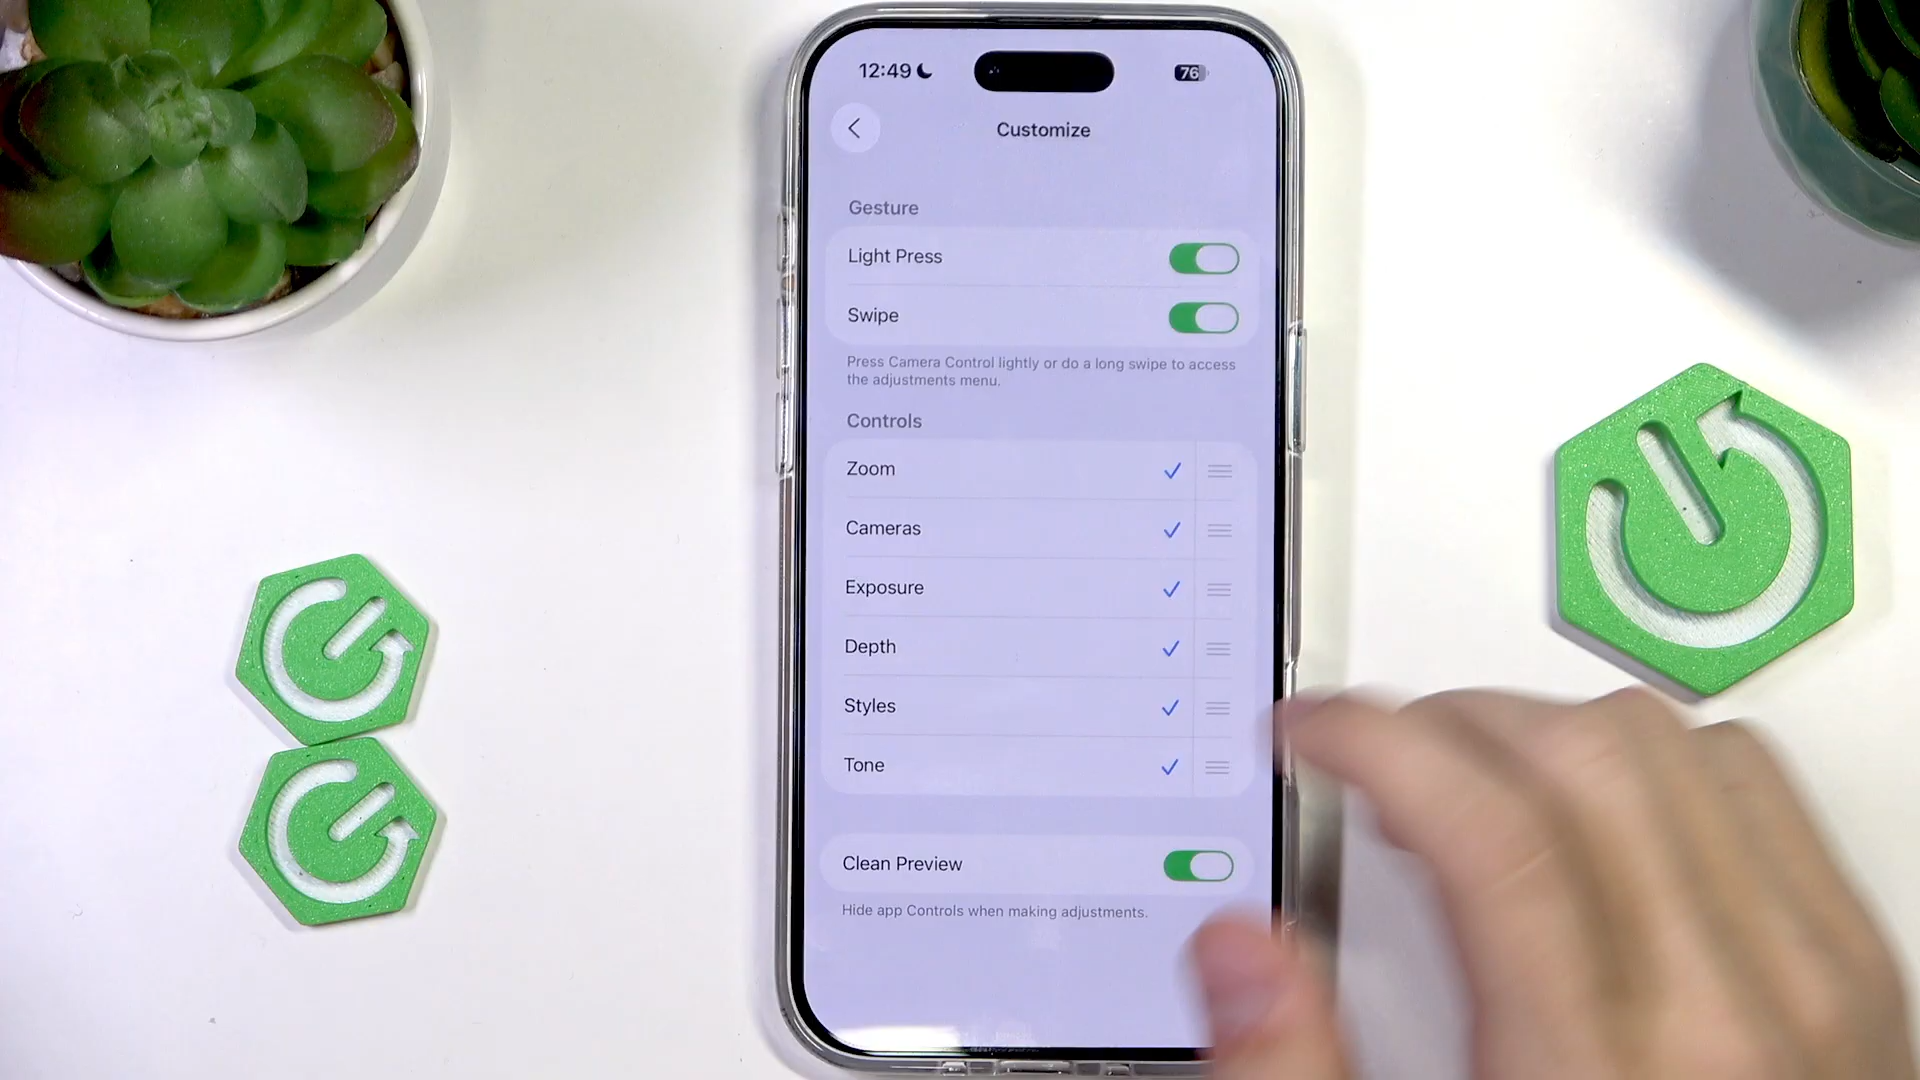 12:49
76
Customize
Gesture
Light Press
Swipe
Press Camera Control lightly or do a long swipe to access
the adjustments menu.
Controls
Zoom
Cameras
Exposure
Depth
Styles
Tone
Clean Preview
Hide app Controls when making adjustments.